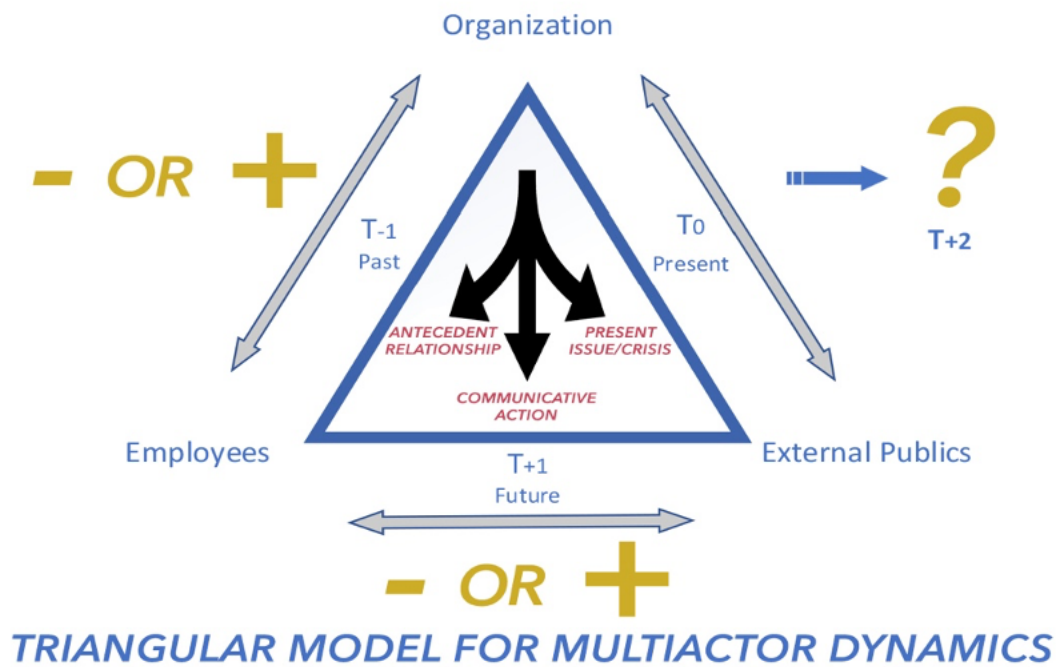 Organization
- OR +
?
T-1
Past
T0
Present
T+2
ANTECEDENT
RELATIONSHIP
PRESENT
ISSUE/CRISIS
COMMUNICATIVE
ACTION
Employees
External Publics
T+1
Future
- OR +
TRIANGULAR MODEL FOR MULTIACTOR DYNAMICS